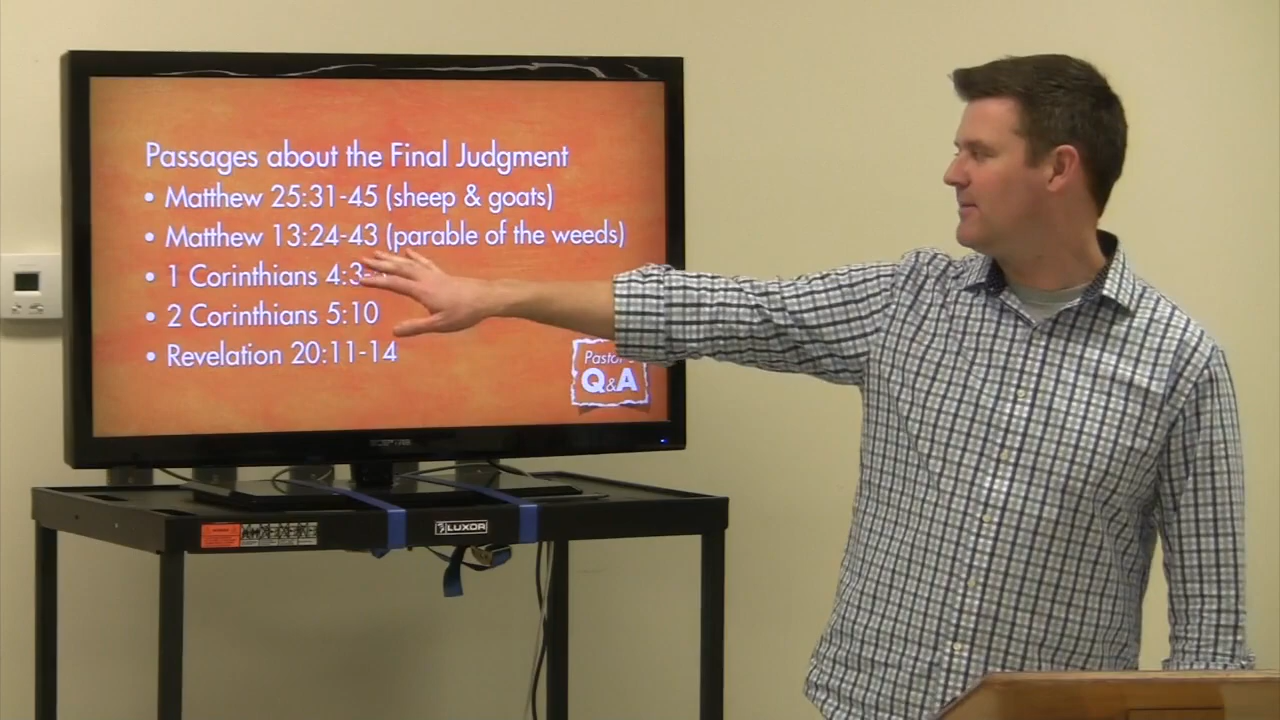 Passages about the Final Judgment
• Matthew 25:31-45 (sheep & goats)
• Matthew 13:24-43 (parable of the weeds)
• 1 Corinthians 4:3-
• 2 Corinthians 5:10
• Revelation 20:11-14
Q&A
LUXOR